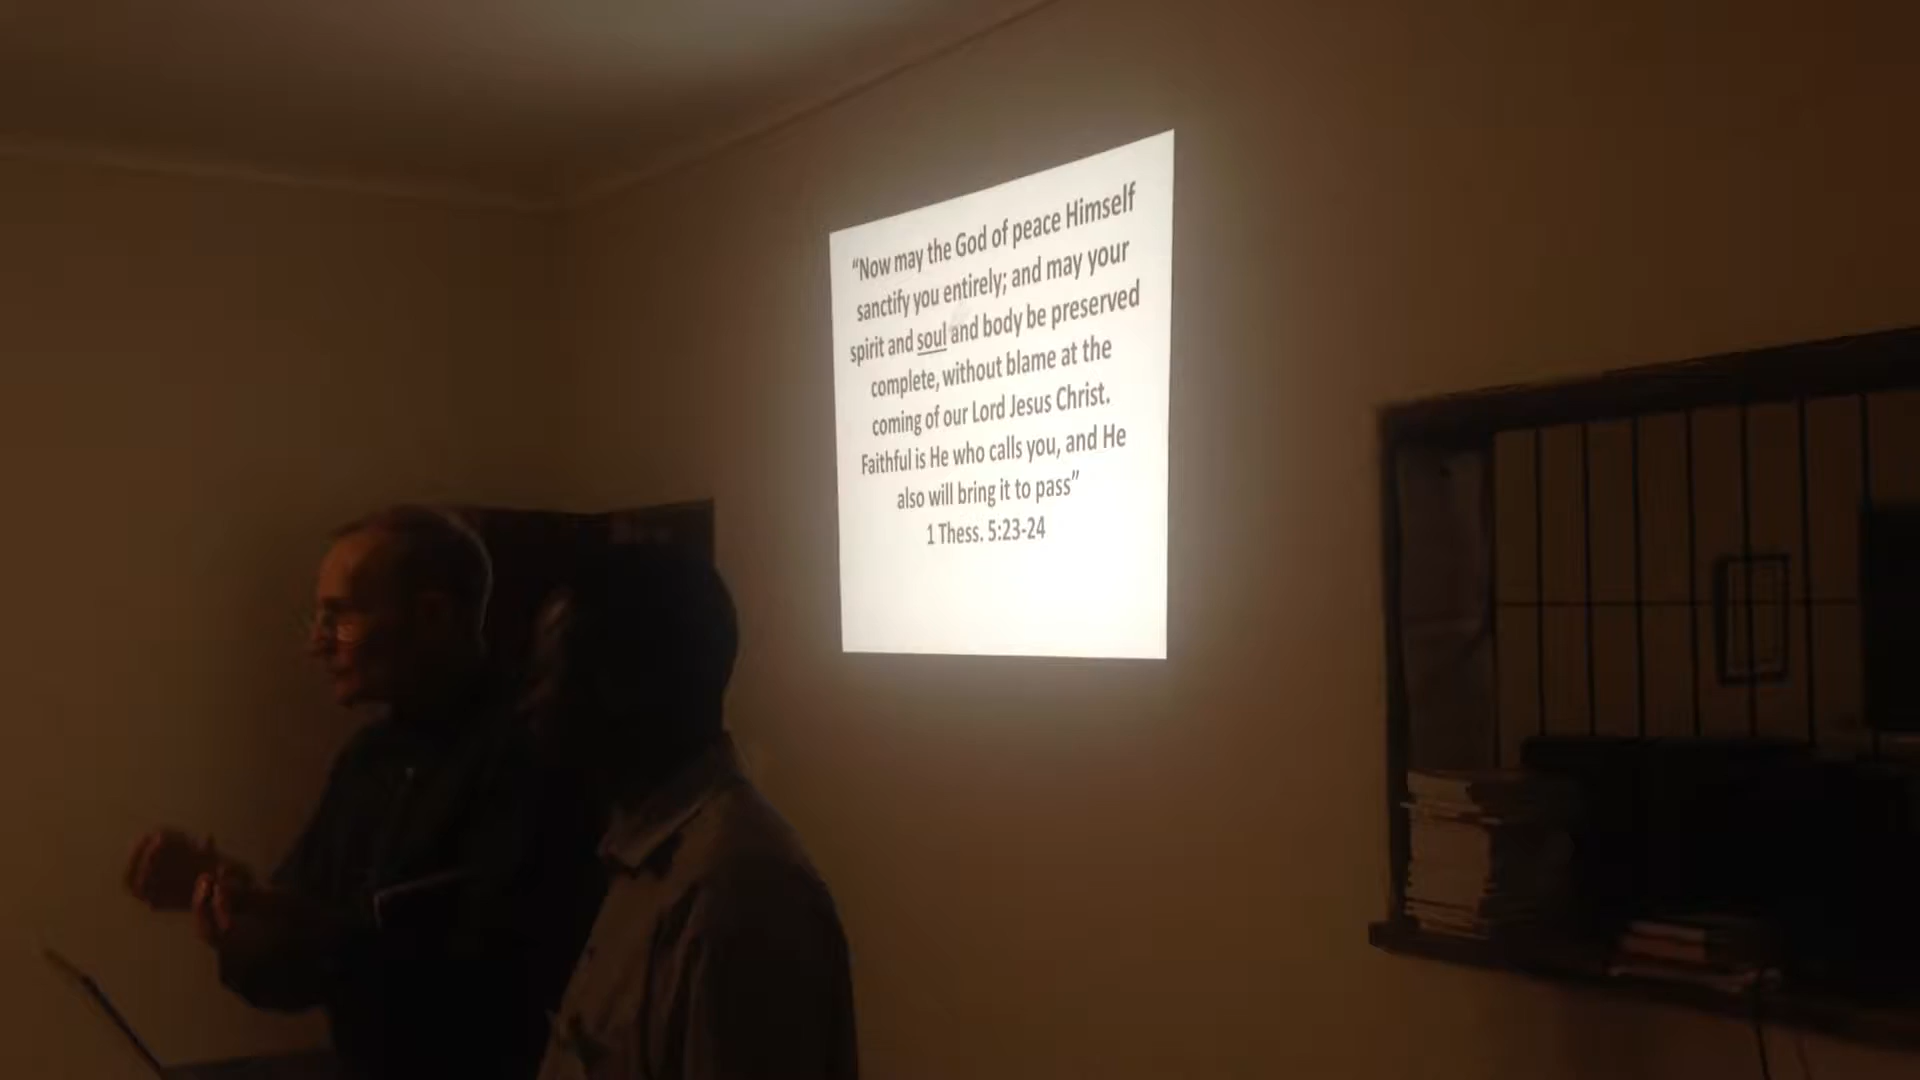 “Now may the God of peace Himself
sanctify you entirely; and may your
spirit and soul and body be preserved
complete, without blame at the
coming of our Lord Jesus Christ.
Faithful is He who calls you, and He
also will bring it to pass”
1 Thess. 5:23-24